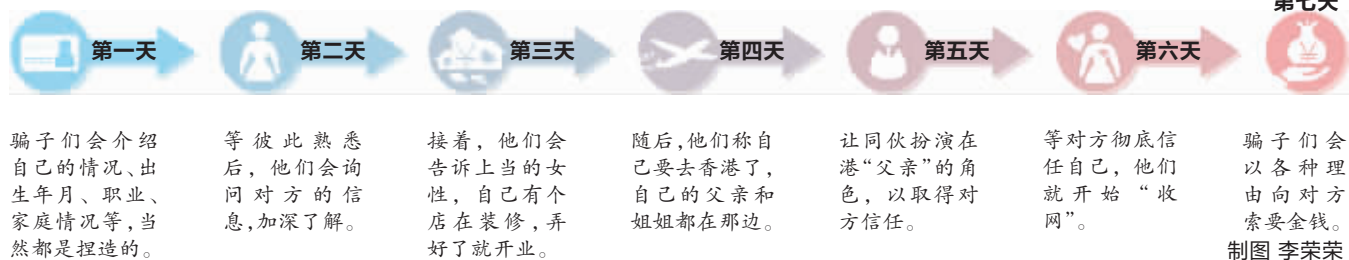 第一天
第二天
第三天
第四天
第五天
第六天
第七天
骗子们会介绍
自己的情况、出
生年月、职业、
家庭情况等,当
然都是捏造的。
等彼此熟悉
后，他们会询
问对方的信
息,加深了解。
接着，他们会
告诉上当的女
性，自己有个
店在装修,弄
好了就开业。
随后,他们称自
己要去香港了,
自己的父亲和
姐姐都在那边。
让同伙扮演在
港“父亲”的角
色，以取得对
方信任。
等对方彻底信
任自己，他们
就开始“收
网”。
骗子们会
以各种理
由向对方
索要金钱。
制图 李荣荣